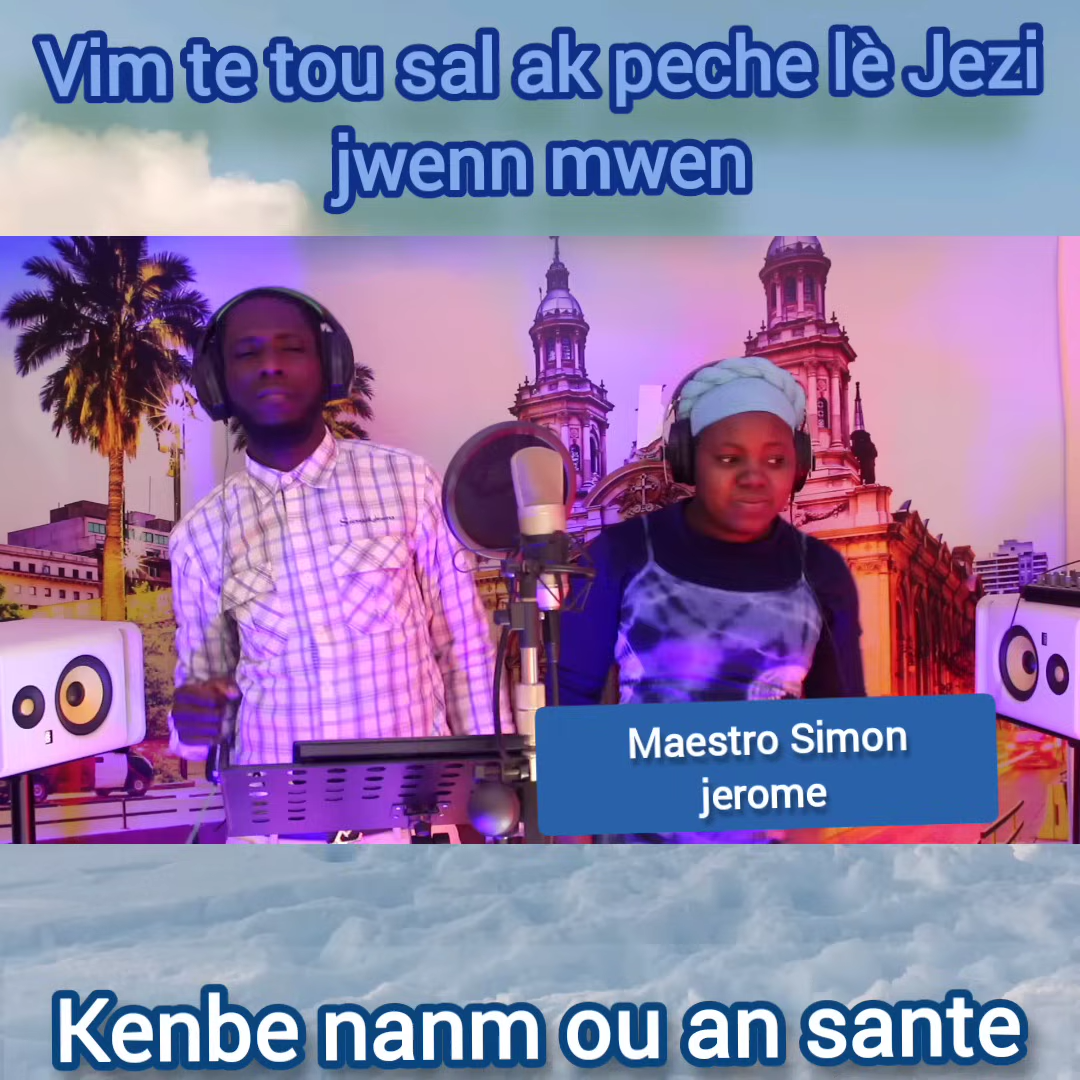 Vim te tou sal ak peche lè Jezi
jwenn mwen
Maestro Simon
jerome
Kenbe nanm ou an sante